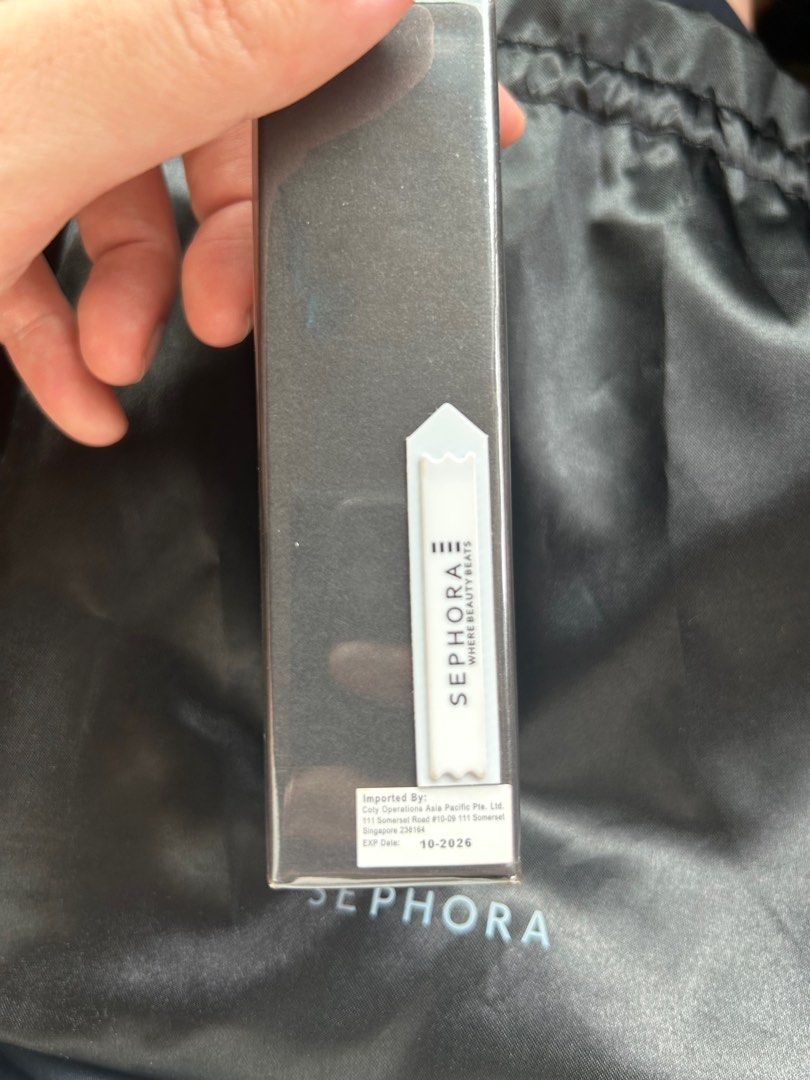 SEPHORA
WHERE BEAUTY BEATS
Imported By:
Coty Operations Asia Pacific Pte. Ltd.
111 Somerset Road #10-09 111 Somerset
Singapore 238164
EXP Date: 10-2026
SEPHORA